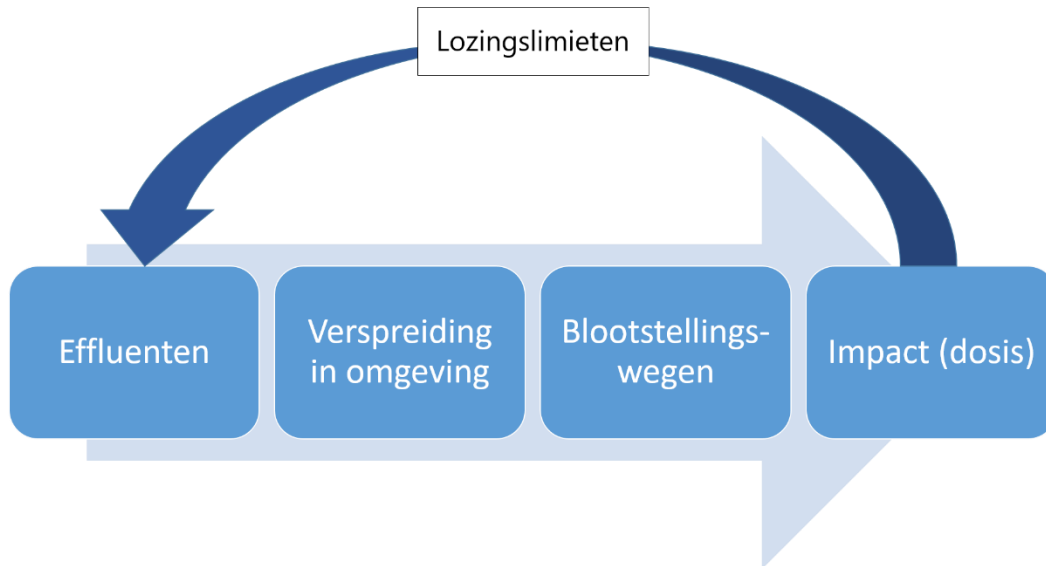 Lozingslimieten
Effluenten
Verspreiding
in omgeving
Blootstellings-
wegen
Impact (dosis)